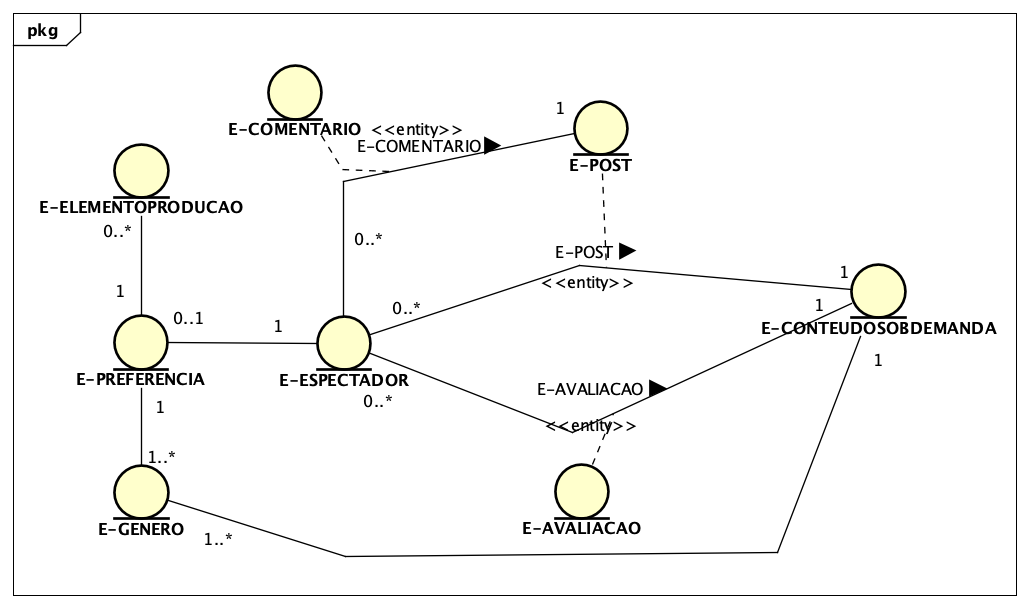 pkg
E-COMENTARIO
<<entity>>
E-COMENTARIO
1
E-POST
E-ELEMENTOPRODUCAO
0..*
0..*
E-POST
<<entity>>
1
1
0..*
1
E-CONTEUDOSOBDEMANDA
0..1
1
E-PREFERENCIA
E-ESPECTADOR
0..*
E-AVALIACAO
<<entity>>
1
1
1..*
E-GENERO
1..*
E-AVALIACAO